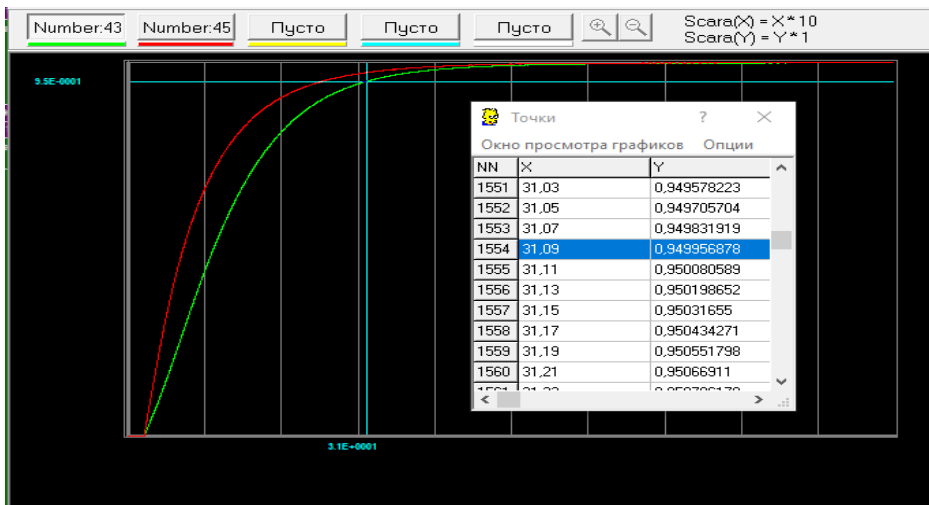 Number:43 Number:45 Пусто Пусто Пусто Scara(X) = X*10
Scara(Y) = Y*1
9.5E-0001
Точки ?
Окно просмотра графиков Опции
NN X Y
1551 31,03 0,949578223
1552 31,05 0,949705704
1553 31,07 0,949831919
1554 31,09 0,949956878
1555 31,11 0,950080589
1556 31,13 0,950198652
1557 31,15 0,95031655
1558 31,17 0,950434271
1559 31,19 0,950551798
1560 31,21 0,95066911
3.1E+0001